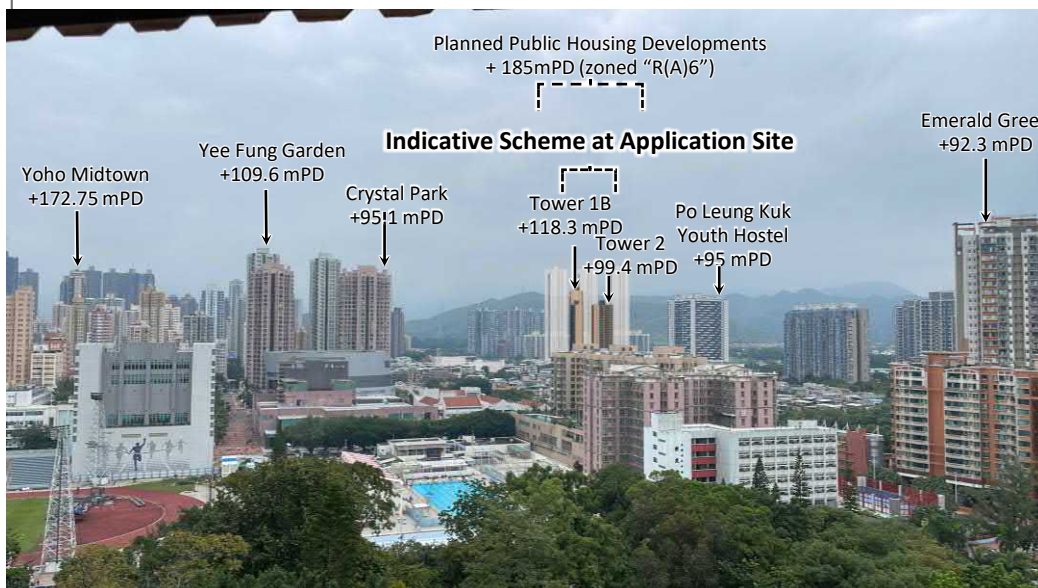 Planned Public Housing Developments
+ 185mPD (zoned “R(A)6”)
Indicative Scheme at Application Site
Emerald Gree
+92.3 mPD
Yee Fung Garden
+109.6 mPD
Yoho Midtown
+172.75 mPD
Crystal Park
+95.1 mPD
Tower 1B
+118.3 mPD
Po Leung Kuk
Youth Hostel
+95 mPD
Tower 2
+99.4 mPD